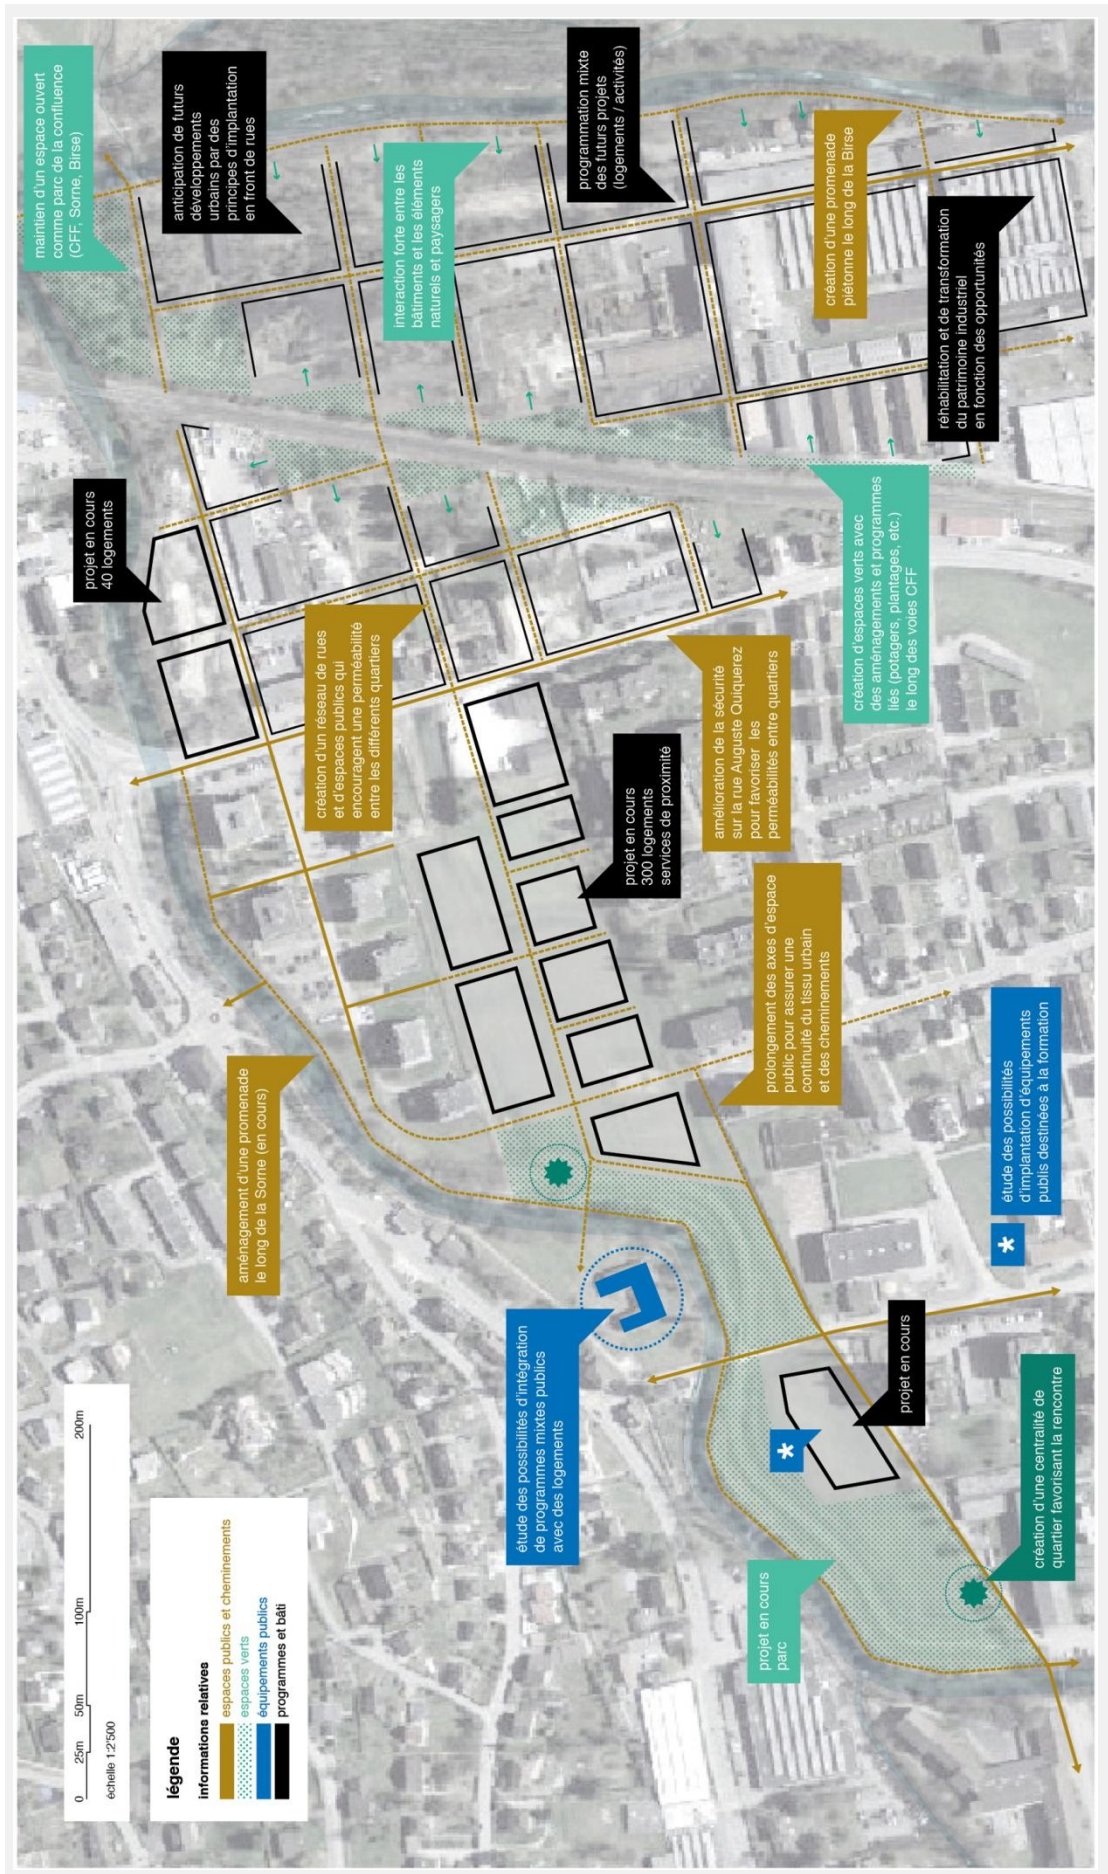 0
25m
50m
100m
200m
échelle 1:2'500
légende
informations relatives
espaces publics et cheminements
espaces verts
équipements publics
programmes et bâti
aménagement d'une promenade
le long de la Sorne (en cours)
création d'un réseau de rues
et d'espaces publics qui
encouragent une perméabilité
entre les différents quartiers
projet en cours
40 logements
maintien d'un espace ouvert
comme parc de la confluence
(CFF, Sorne, Birse)
anticipation de futurs
développements
urbains par des
principes d'implantation
en front de rues
interaction forte entre les
bâtiments et les éléments
naturels et paysagers
programmation mixte
des futurs projets
(logements / activités)
étude des possibilités d'intégration
de programmes mixtes publics
avec des logements
projet en cours
300 logements
services de proximité
amélioration de la sécurité
sur la rue Auguste Quiquerez
pour favoriser les
perméabilités entre quartiers
création d'une promenade
piétonne le long de la Birse
projet en cours
parc
*
prolongement des axes d'espace
public pour assurer une
continuité du tissu urbain
et des cheminements
création d'espaces verts avec
des aménagements et programmes
liés (potagers, plantages, etc.)
le long des voies CFF
réhabilitation et de transformation
du patrimoine industriel
en fonction des opportunités
projet en cours
*
étude des possibilités
d'implantation d'équipements
publis destinées à la formation
création d'une centralité de
quartier favorisant la rencontre